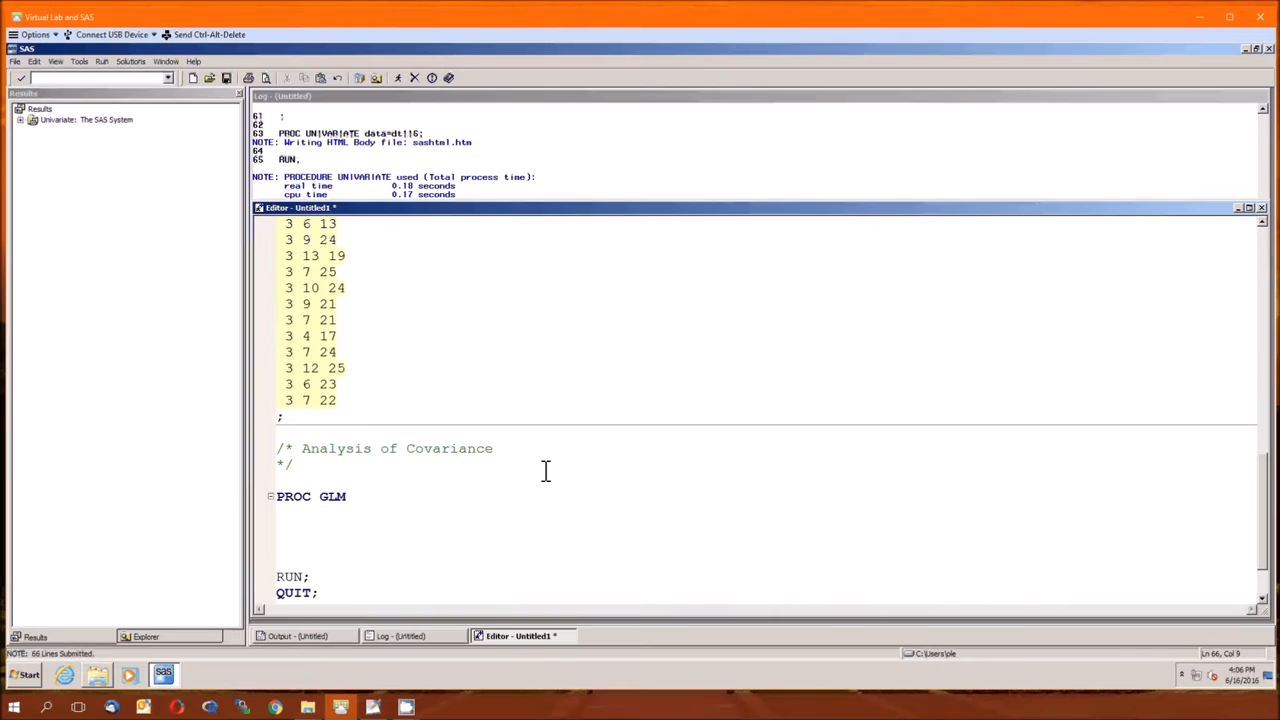 Virtual Lab and SAS
Options Connect USB Device Send Ctrl-Alt-Delete
SAS
File Edit View Tools Run Solutions Window Help
Results
Results
Univariate: The SAS System
Log - (Untitled)
61 ;
62
63 PROC UNIVARIATE data=dt116;
NOTE: Writing HTML Body file: sashtml.htm
64
65 RUN,
NOTE: PROCEDURE UNIVARIATE used (Total process time):
real time 0.18 seconds
cpu time 0.17 seconds
Editor - Untitled1 *
3 6 13
3 9 24
3 13 19
3 7 25
3 10 24
3 9 21
3 7 21
3 4 17
3 7 24
3 12 25
3 6 23
3 7 22
;
/* Analysis of Covariance
*/
PROC GLM
RUN;
QUIT;
Results Explorer Output - (Untitled) Log - (Untitled) Editor - Untitled1 *
NOTE: 66 Lines Submitted. C:\Users\ole Ln 66, Col 9
Start sas 4:06 PM
6/16/2016